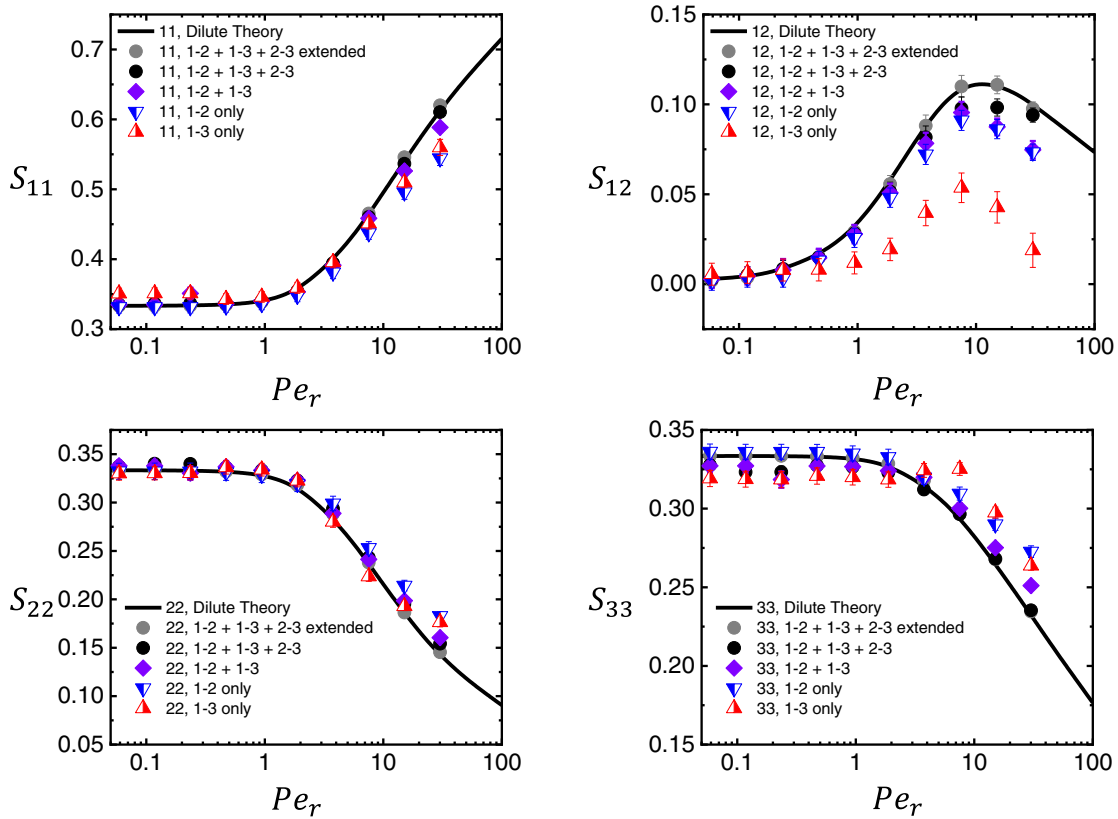 11, Dilute Theory
11, 1-2 + 1-3 + 2-3 extended
11, 1-2 + 1-3 + 2-3
11, 1-2 + 1-3
11, 1-2 only
11, 1-3 only
0.7
0.6
0.5
0.4
0.3
S11
0.1
1
10
100
Pe_r
12, Dilute Theory
12, 1-2 + 1-3 + 2-3 extended
12, 1-2 + 1-3 + 2-3
12, 1-2 + 1-3
12, 1-2 only
12, 1-3 only
0.15
0.10
0.05
0.00
S12
0.1
1
10
100
Pe_r
0.35
0.30
0.25
0.20
0.15
0.10
0.05
S22
22, Dilute Theory
22, 1-2 + 1-3 + 2-3 extended
22, 1-2 + 1-3 + 2-3
22, 1-2 + 1-3
22, 1-2 only
22, 1-3 only
0.1
1
10
100
Pe_r
0.35
0.30
0.25
0.20
0.15
S33
33, Dilute Theory
33, 1-2 + 1-3 + 2-3 extended
33, 1-2 + 1-3 + 2-3
33, 1-2 + 1-3
33, 1-2 only
33, 1-3 only
0.1
1
10
100
Pe_r